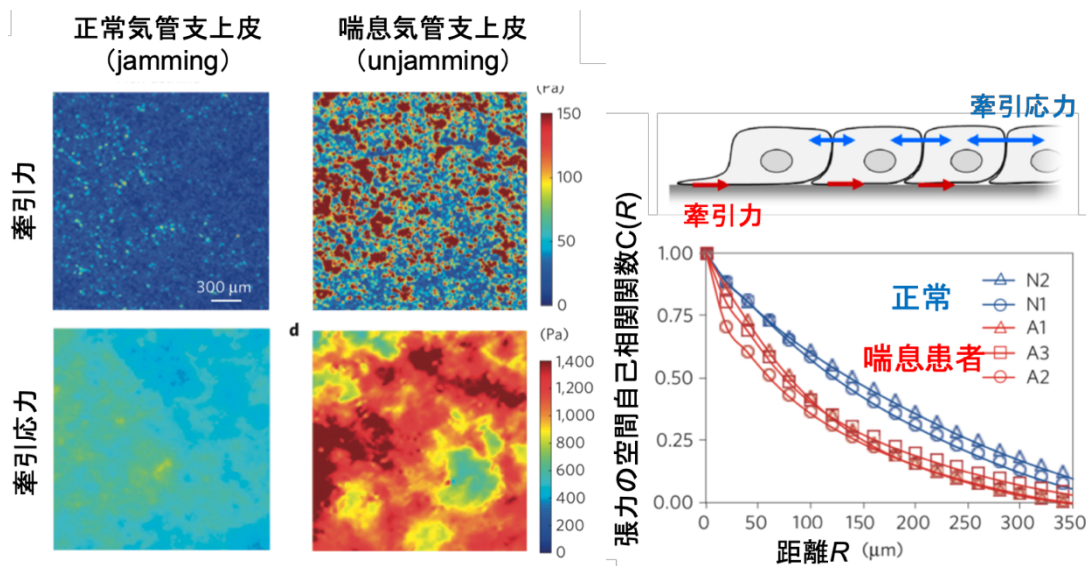 正常気管支上皮
（jamming）
喘息気管支上皮
（unjamming）
牽引力
300 µm
(Pa)
150
100
50
0
牽引応力
d
(Pa)
1,400
1,200
1,000
800
600
400
200
0
牽引応力
牽引力
張力の空間自己相関関数C(R)
1.00
0.75
0.50
0.25
0.00
正常
喘息患者
N2
N1
A1
A3
A2
0
50
100
150
200
250
300
350
距離R (µm)